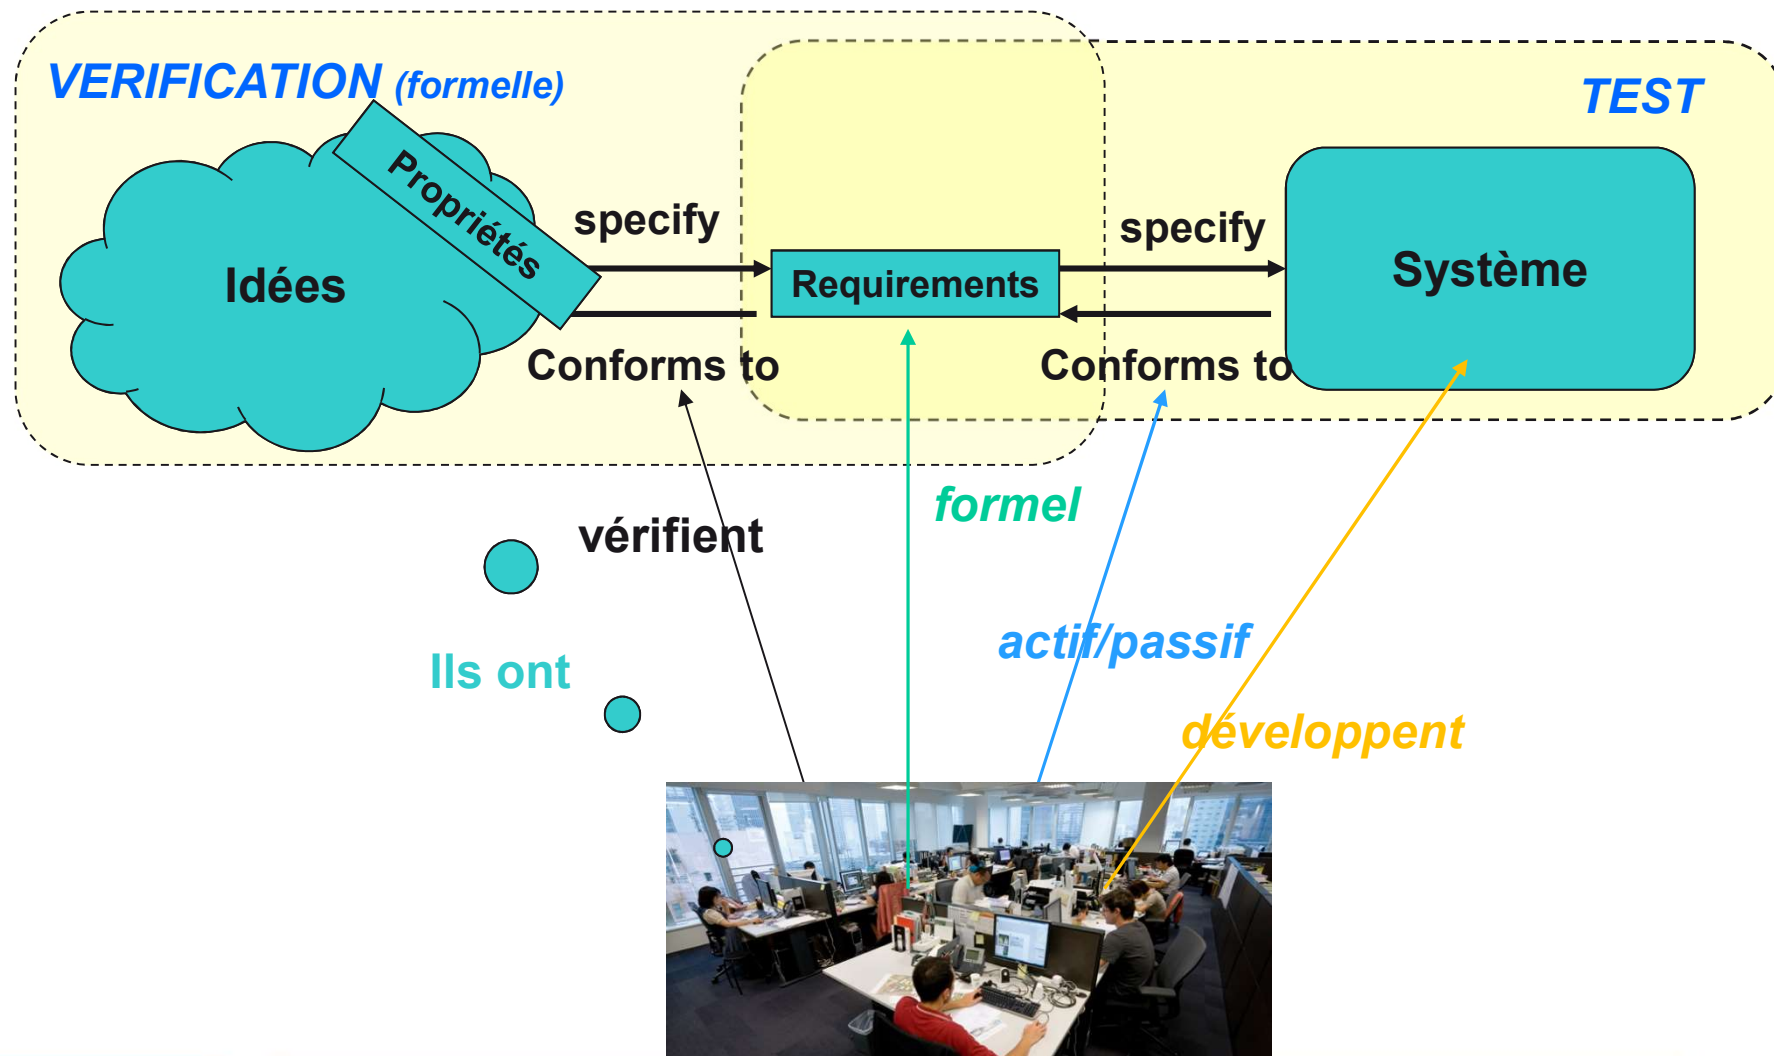 VERIFICATION (formelle)
TEST
Propriétés
specify
specify
Idées
Requirements
Système
Conforms to
Conforms to
formel
vérifient
actif/passif
Ils ont
développent